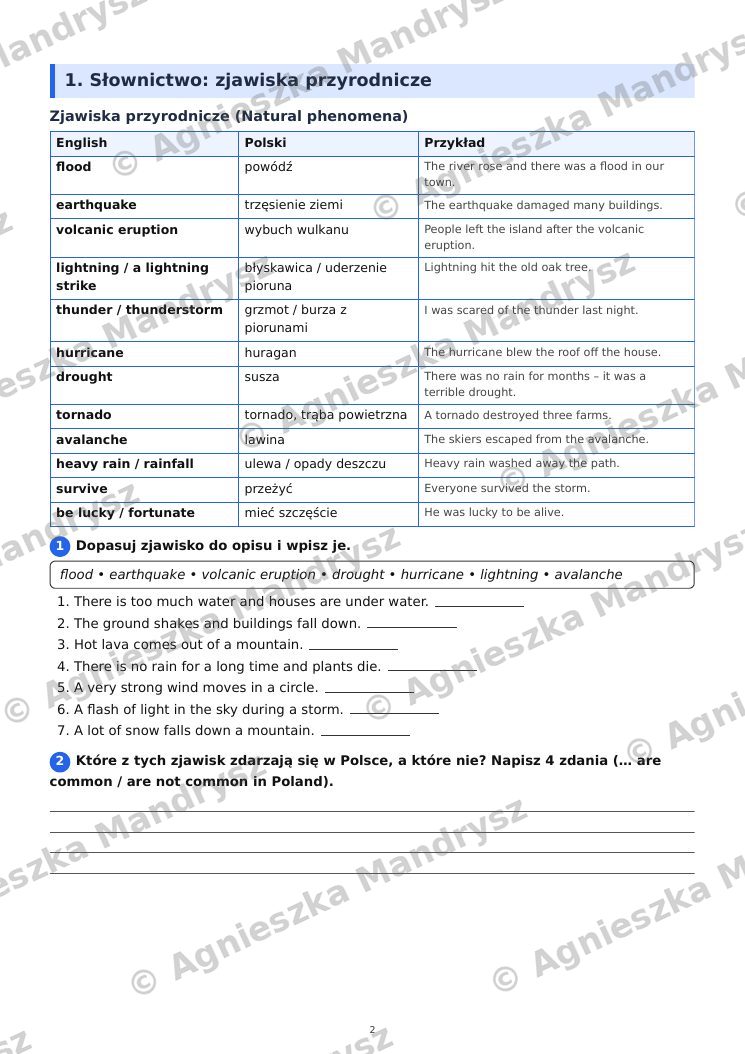 1. Słownictwo: zjawiska przyrodnicze
Zjawiska przyrodnicze (Natural phenomena)
English Polski Przykład
flood powódź The river rose and there was a flood in our
town.
earthquake trzęsienie ziemi The earthquake damaged many buildings.
volcanic eruption wybuch wulkanu People left the island after the volcanic
eruption.
lightning / a lightning błyskawica / uderzenie Lightning hit the old oak tree.
strike pioruna
thunder / thunderstorm grzmot / burza z I was scared of the thunder last night.
piorunami
hurricane huragan The hurricane blew the roof off the house.
drought susza There was no rain for months – it was a
terrible drought.
tornado tornado, trąba powietrzna A tornado destroyed three farms.
avalanche lawina The skiers escaped from the avalanche.
heavy rain / rainfall ulewa / opady deszczu Heavy rain washed away the path.
survive przeżyć Everyone survived the storm.
be lucky / fortunate mieć szczęście He was lucky to be alive.
1 Dopasuj zjawisko do opisu i wpisz je.
flood • earthquake • volcanic eruption • drought • hurricane • lightning • avalanche
1. There is too much water and houses are under water.
2. The ground shakes and buildings fall down.
3. Hot lava comes out of a mountain.
4. There is no rain for a long time and plants die.
5. A very strong wind moves in a circle.
6. A flash of light in the sky during a storm.
7. A lot of snow falls down a mountain.
2 Które z tych zjawisk zdarzają się w Polsce, a które nie? Napisz 4 zdania (… are
common / are not common in Poland).
© Agnieszka Mandrysz
2